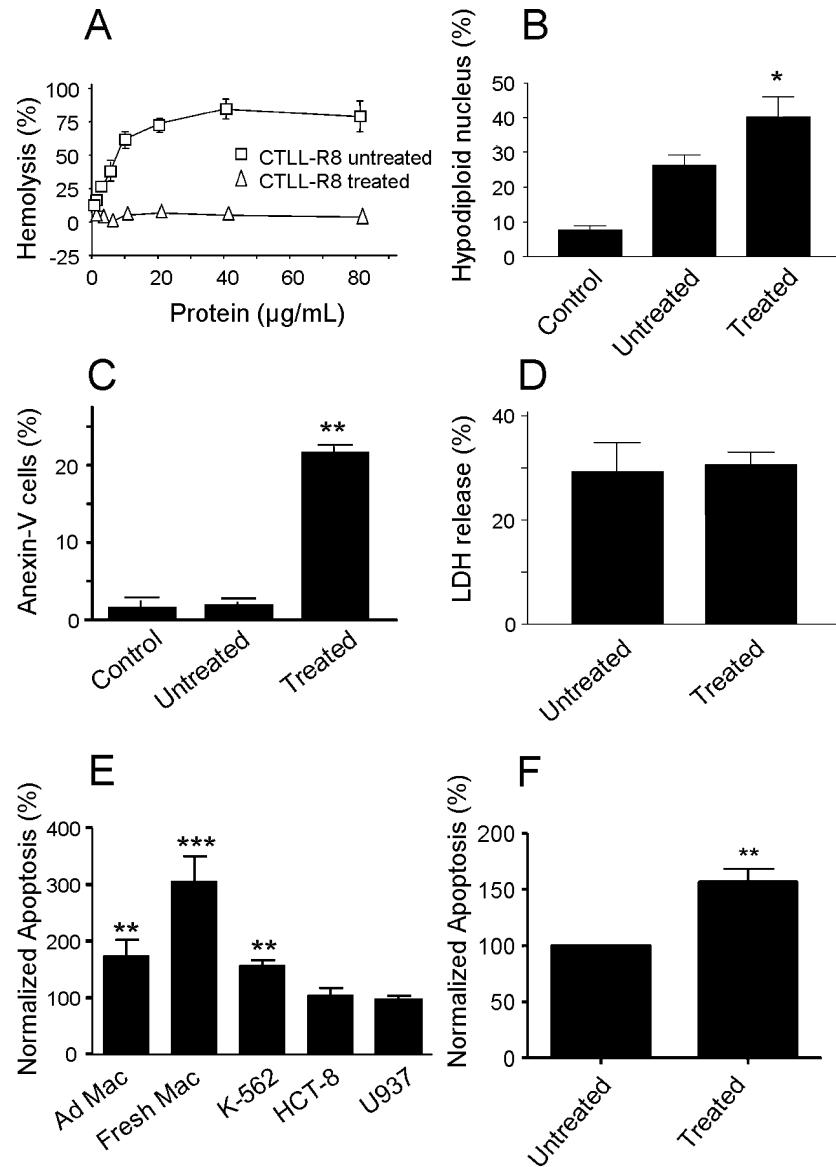 A
Hemolysis (%)
100
75
50
25
0
-25
0
20
40
60
80
CTLL-R8 untreated
CTLL-R8 treated
Protein (µg/mL)
B
Hypodiploid nucleus (%)
50
40
30
20
10
0
*
Control
Untreated
Treated
C
Anexin-V cells (%)
20
10
0
**
Control
Untreated
Treated
D
LDH release (%)
40
20
0
Untreated
Treated
E
Normalized Apoptosis (%)
400
300
200
100
0
**
***
**
Ad Mac
Fresh Mac
K-562
HCT-8
U937
F
Normalized Apoptosis (%)
200
150
100
50
0
**
Untreated
Treated